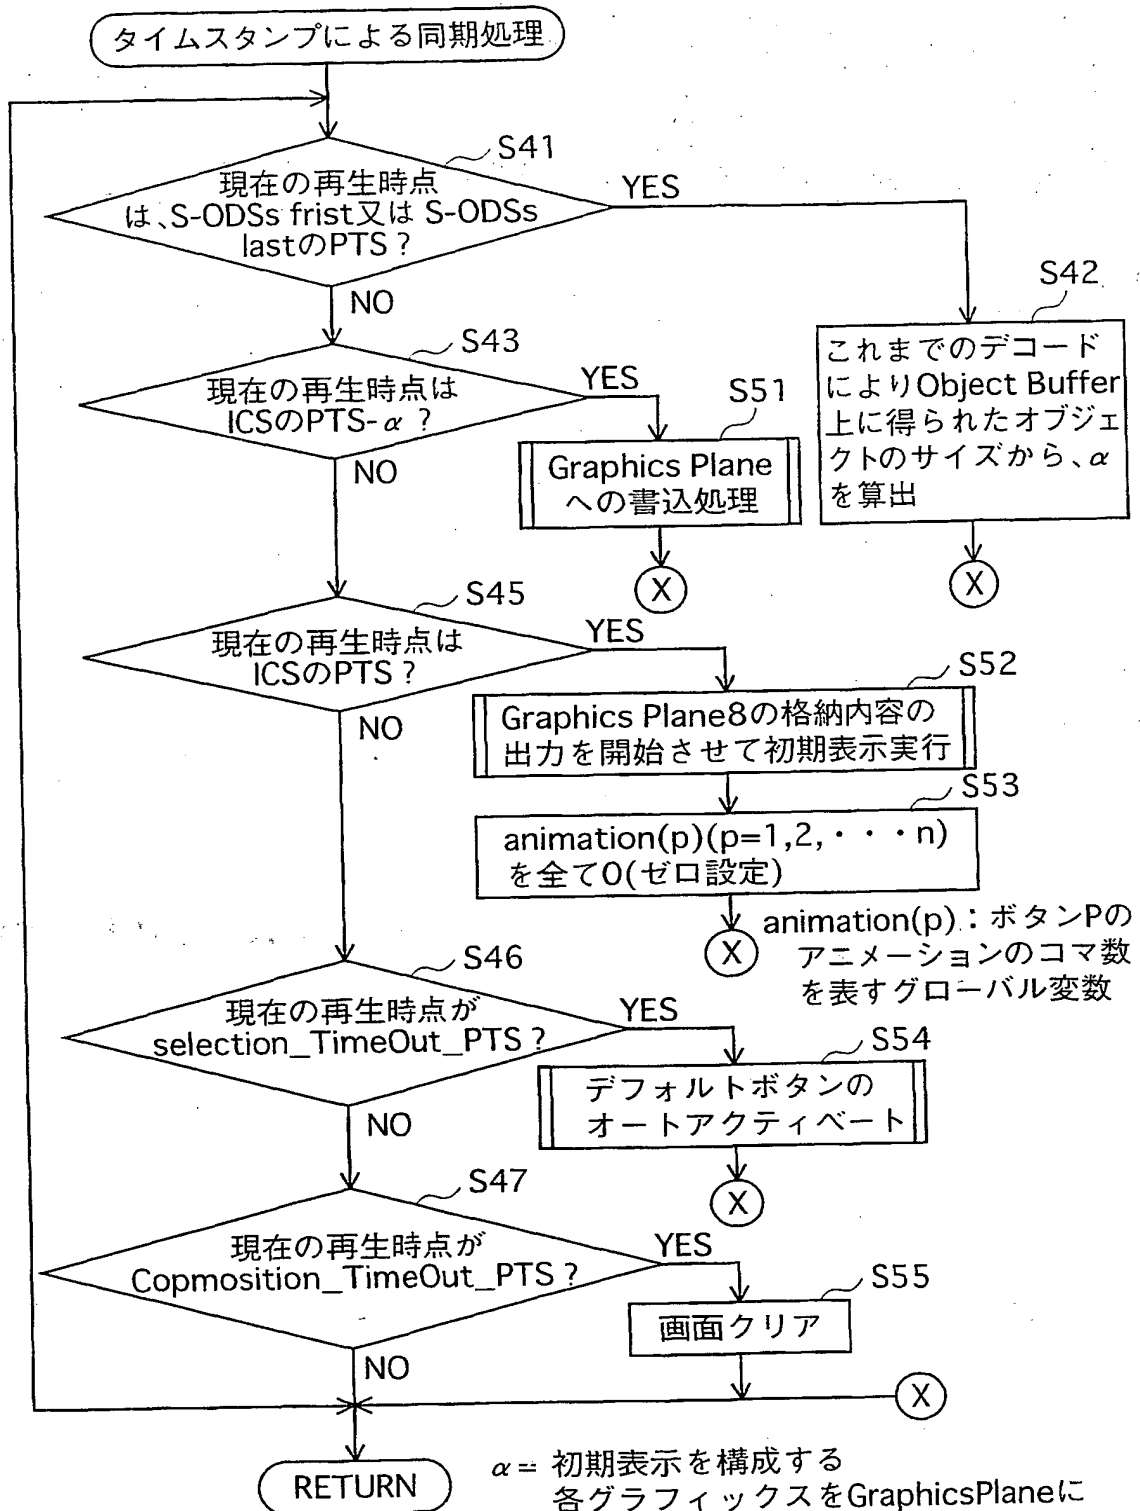 タイムスタンプによる同期処理
S41
現在の再生時点
は、S-ODSs frist又は S-ODSs
lastのPTS？
YES
NO
S42
これまでのデコード
によりObject Buffer
上に得られたオブジェ
クトのサイズから、α
を算出
X
S43
現在の再生時点は
ICSのPTS-α？
YES
NO
S51
Graphics Plane
への書込処理
X
S45
現在の再生時点は
ICSのPTS？
YES
NO
S52
Graphics Plane8の格納内容の
出力を開始させて初期表示実行
S53
animation(p)(p=1,2,・・・n)
を全て0(ゼロ設定)
X
animation(p)：ボタンPの
アニメーションのコマ数
を表すグローバル変数
S46
現在の再生時点が
selection_TimeOut_PTS？
YES
NO
S54
デフォルトボタンの
オートアクティベート
X
S47
現在の再生時点が
Copmosition_TimeOut_PTS？
YES
NO
S55
画面クリア
X
RETURN
α= 初期表示を構成する
各グラフィックスをGraphicsPlaneに